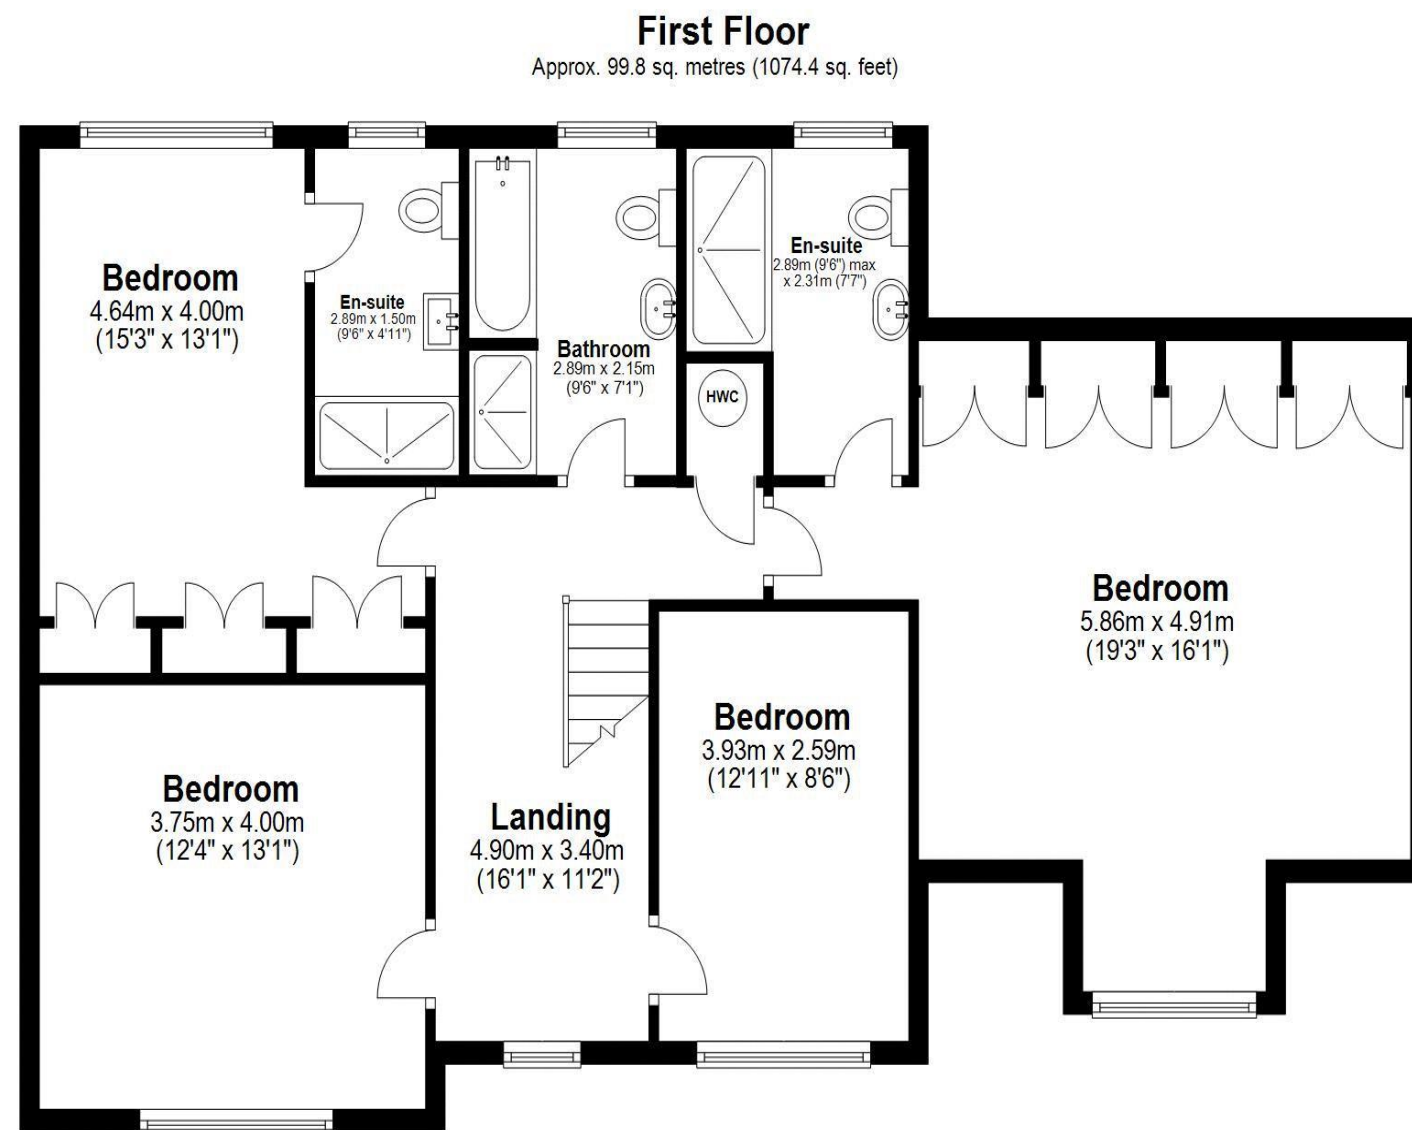 First Floor
Approx. 99.8 sq. metres (1074.4 sq. feet)
Bedroom
4.64m x 4.00m
(15'3" x 13'1")
En-suite
2.89m x 1.50m
(9'6" x 4'11")
Bathroom
2.89m x 2.15m
(9'6" x 7'1")
En-suite
2.89m (9'6") max
x 2.31m (7'7")
HWC
Bedroom
5.86m x 4.91m
(19'3" x 16'1")
Bedroom
3.93m x 2.59m
(12'11" x 8'6")
Bedroom
3.75m x 4.00m
(12'4" x 13'1")
Landing
4.90m x 3.40m
(16'1" x 11'2")